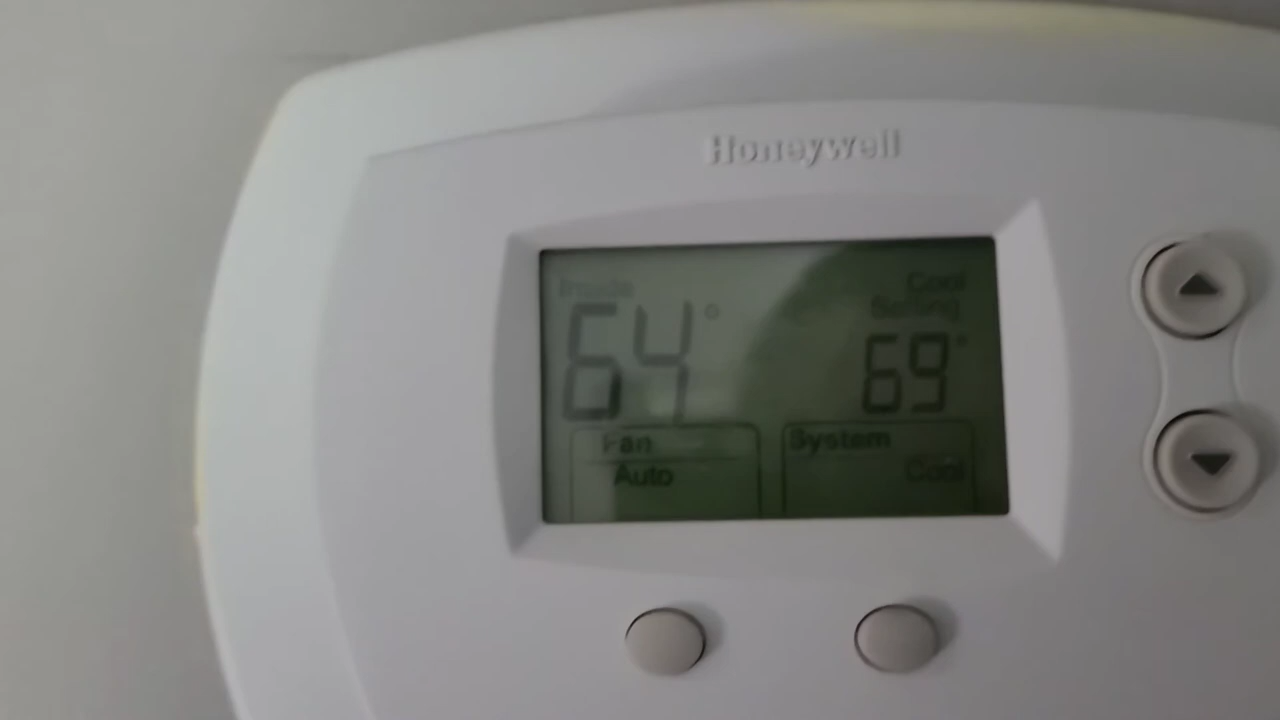 Honeywell
Inside
Cool
Setting
64°
69°
Fan
System
Auto
Cool